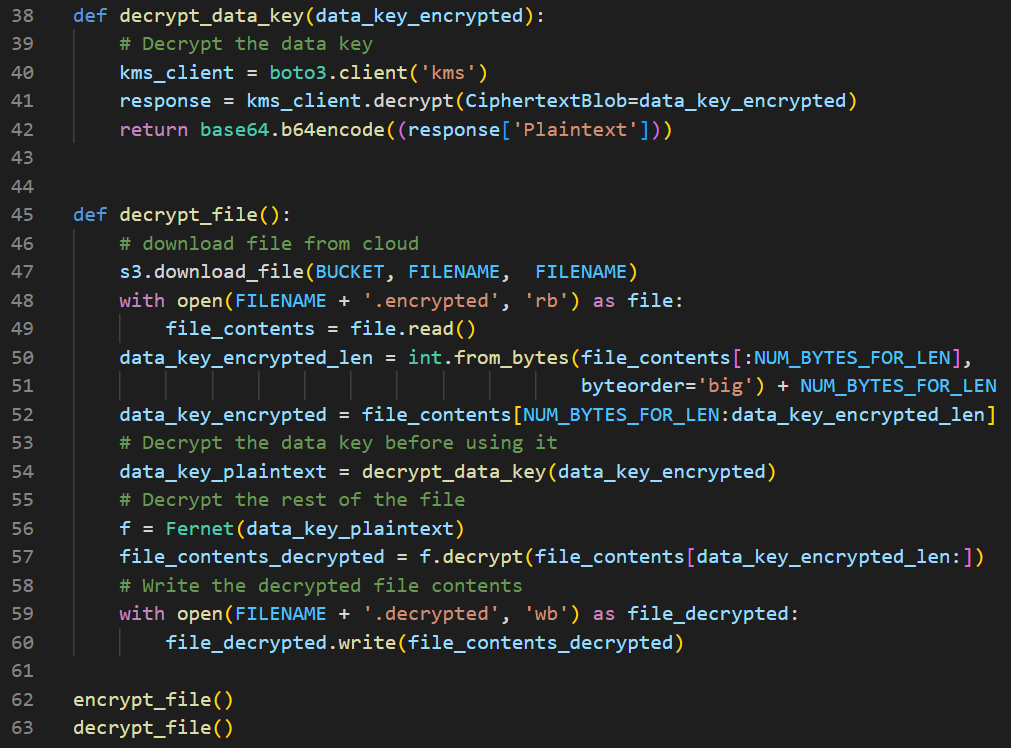 38 def decrypt_data_key(data_key_encrypted):
39     # Decrypt the data key
40     kms_client = boto3.client('kms')
41     response = kms_client.decrypt(CiphertextBlob=data_key_encrypted)
42     return base64.b64encode((response['Plaintext']))
43
44
45 def decrypt_file():
46     # download file from cloud
47     s3.download_file(BUCKET, FILENAME,  FILENAME)
48     with open(FILENAME + '.encrypted', 'rb') as file:
49         file_contents = file.read()
50     data_key_encrypted_len = int.from_bytes(file_contents[:NUM_BYTES_FOR_LEN],
51                                             byteorder='big') + NUM_BYTES_FOR_LEN
52     data_key_encrypted = file_contents[NUM_BYTES_FOR_LEN:data_key_encrypted_len]
53     # Decrypt the data key before using it
54     data_key_plaintext = decrypt_data_key(data_key_encrypted)
55     # Decrypt the rest of the file
56     f = Fernet(data_key_plaintext)
57     file_contents_decrypted = f.decrypt(file_contents[data_key_encrypted_len:])
58     # Write the decrypted file contents
59     with open(FILENAME + '.decrypted', 'wb') as file_decrypted:
60         file_decrypted.write(file_contents_decrypted)
61
62 encrypt_file()
63 decrypt_file()